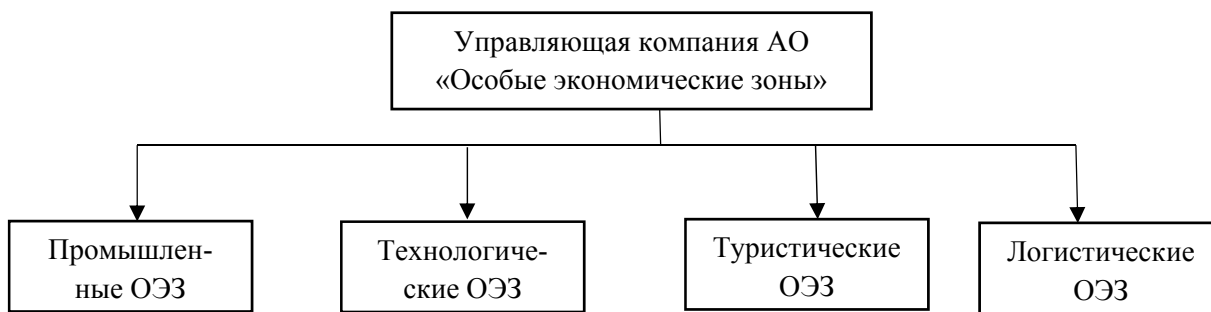 Управляющая компания АО
«Особые экономические зоны»
Промышлен-
ные ОЭЗ
Технологиче-
ские ОЭЗ
Туристические
ОЭЗ
Логистические
ОЭЗ